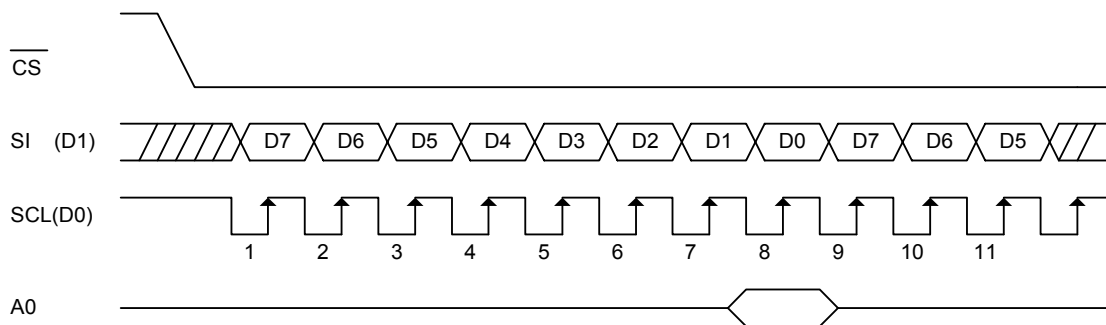 CS
SI (D1) D7 D6 D5 D4 D3 D2 D1 D0 D7 D6 D5
SCL(D0)
1 2 3 4 5 6 7 8 9 10 11
A0